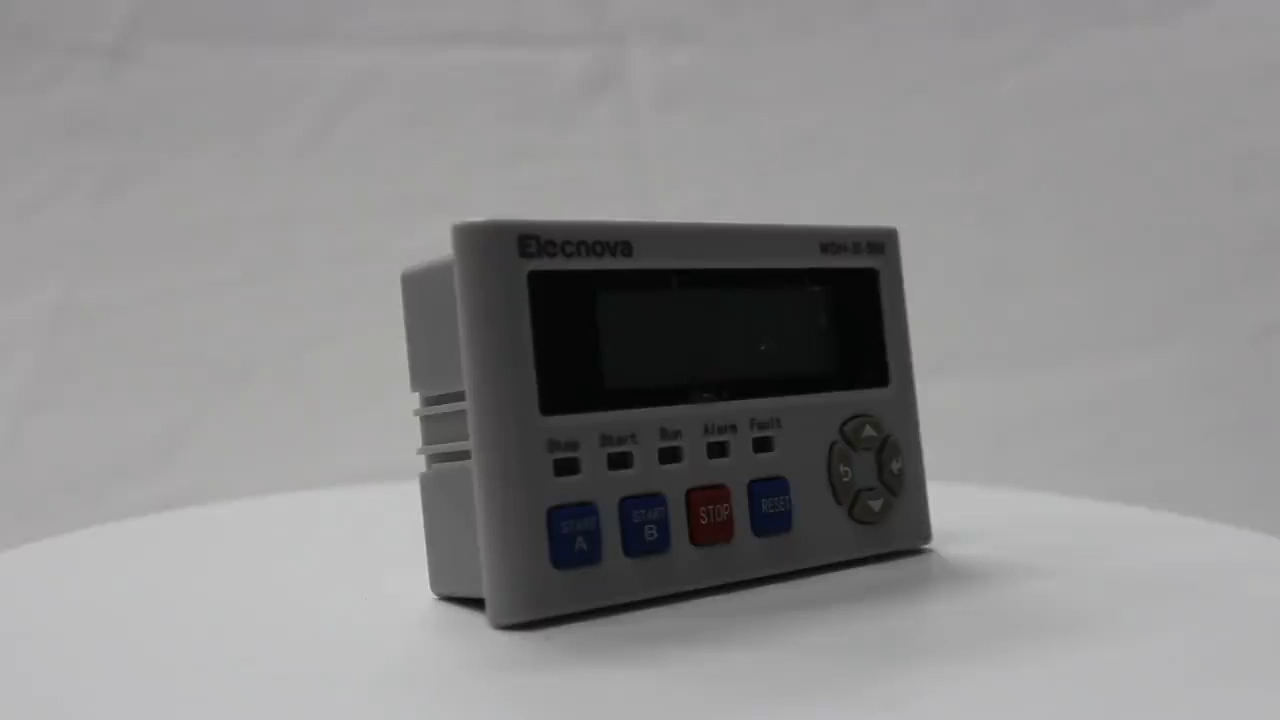 Elecnova
Stop Start Run Alarm Fault
START A
START B
STOP
RESET